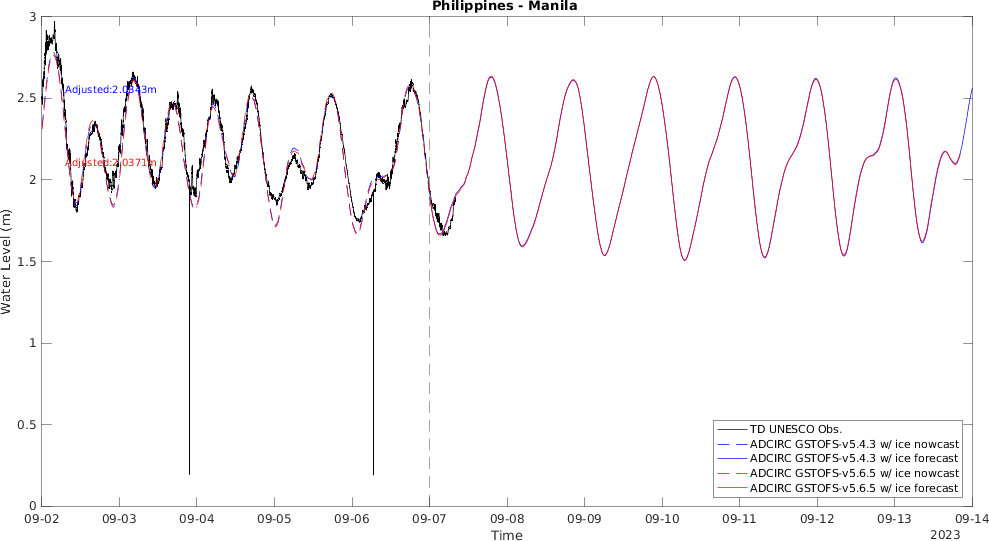 Philippines - Manila
3
2.5
2
1.5
1
0.5
0
Water Level (m)
Adjusted:2.0343m
Adjusted:2.0371m
TD UNESCO Obs.
ADCIRC GSTOFS-v5.4.3 w/ ice nowcast
ADCIRC GSTOFS-v5.4.3 w/ ice forecast
ADCIRC GSTOFS-v5.6.5 w/ ice nowcast
ADCIRC GSTOFS-v5.6.5 w/ ice forecast
09-02 09-03 09-04 09-05 09-06 09-07 09-08 09-09 09-10 09-11 09-12 09-13 09-14
Time
2023